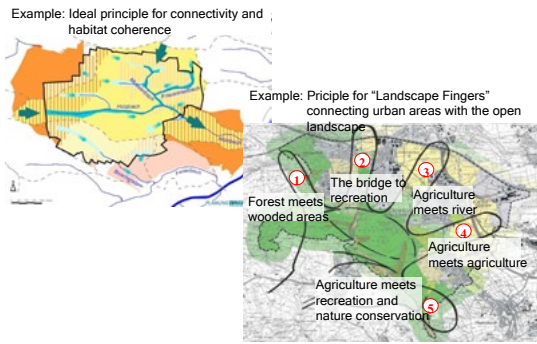 Example: Ideal principle for connectivity and
habitat coherence
Example: Priciple for “Landscape Fingers”
connecting urban areas with the open
landscape
1
2
3
The bridge to
recreation
Forest meets
wooded areas
Agriculture
meets river
4
Agriculture
meets agriculture
Agriculture meets
recreation and
nature conservation
5